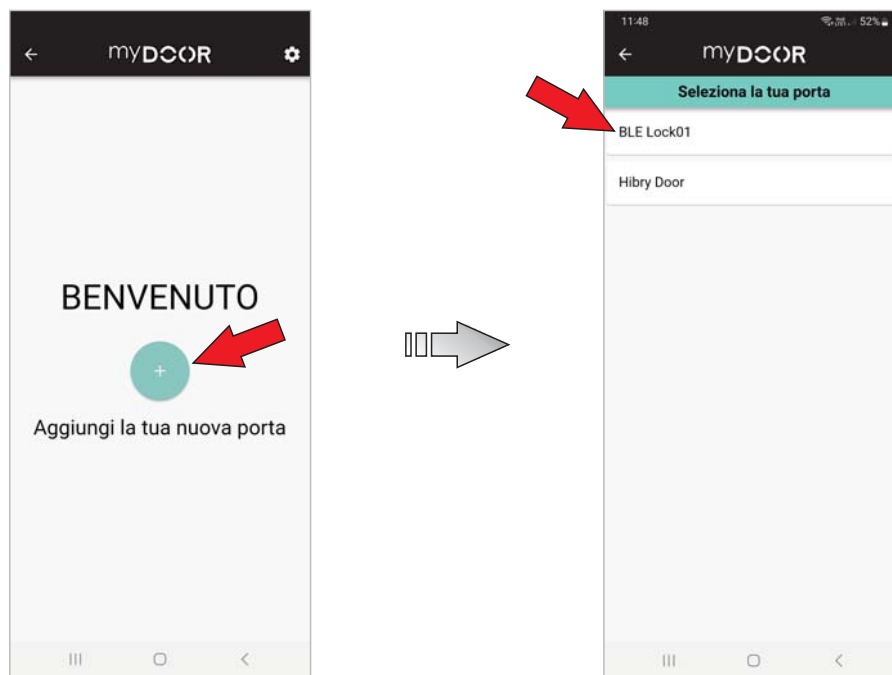 myDOOR
BENVENUTO
+
Aggiungi la tua nuova porta
11:48
52%
myDOOR
Seleziona la tua porta
BLE Lock01
Hibry Door